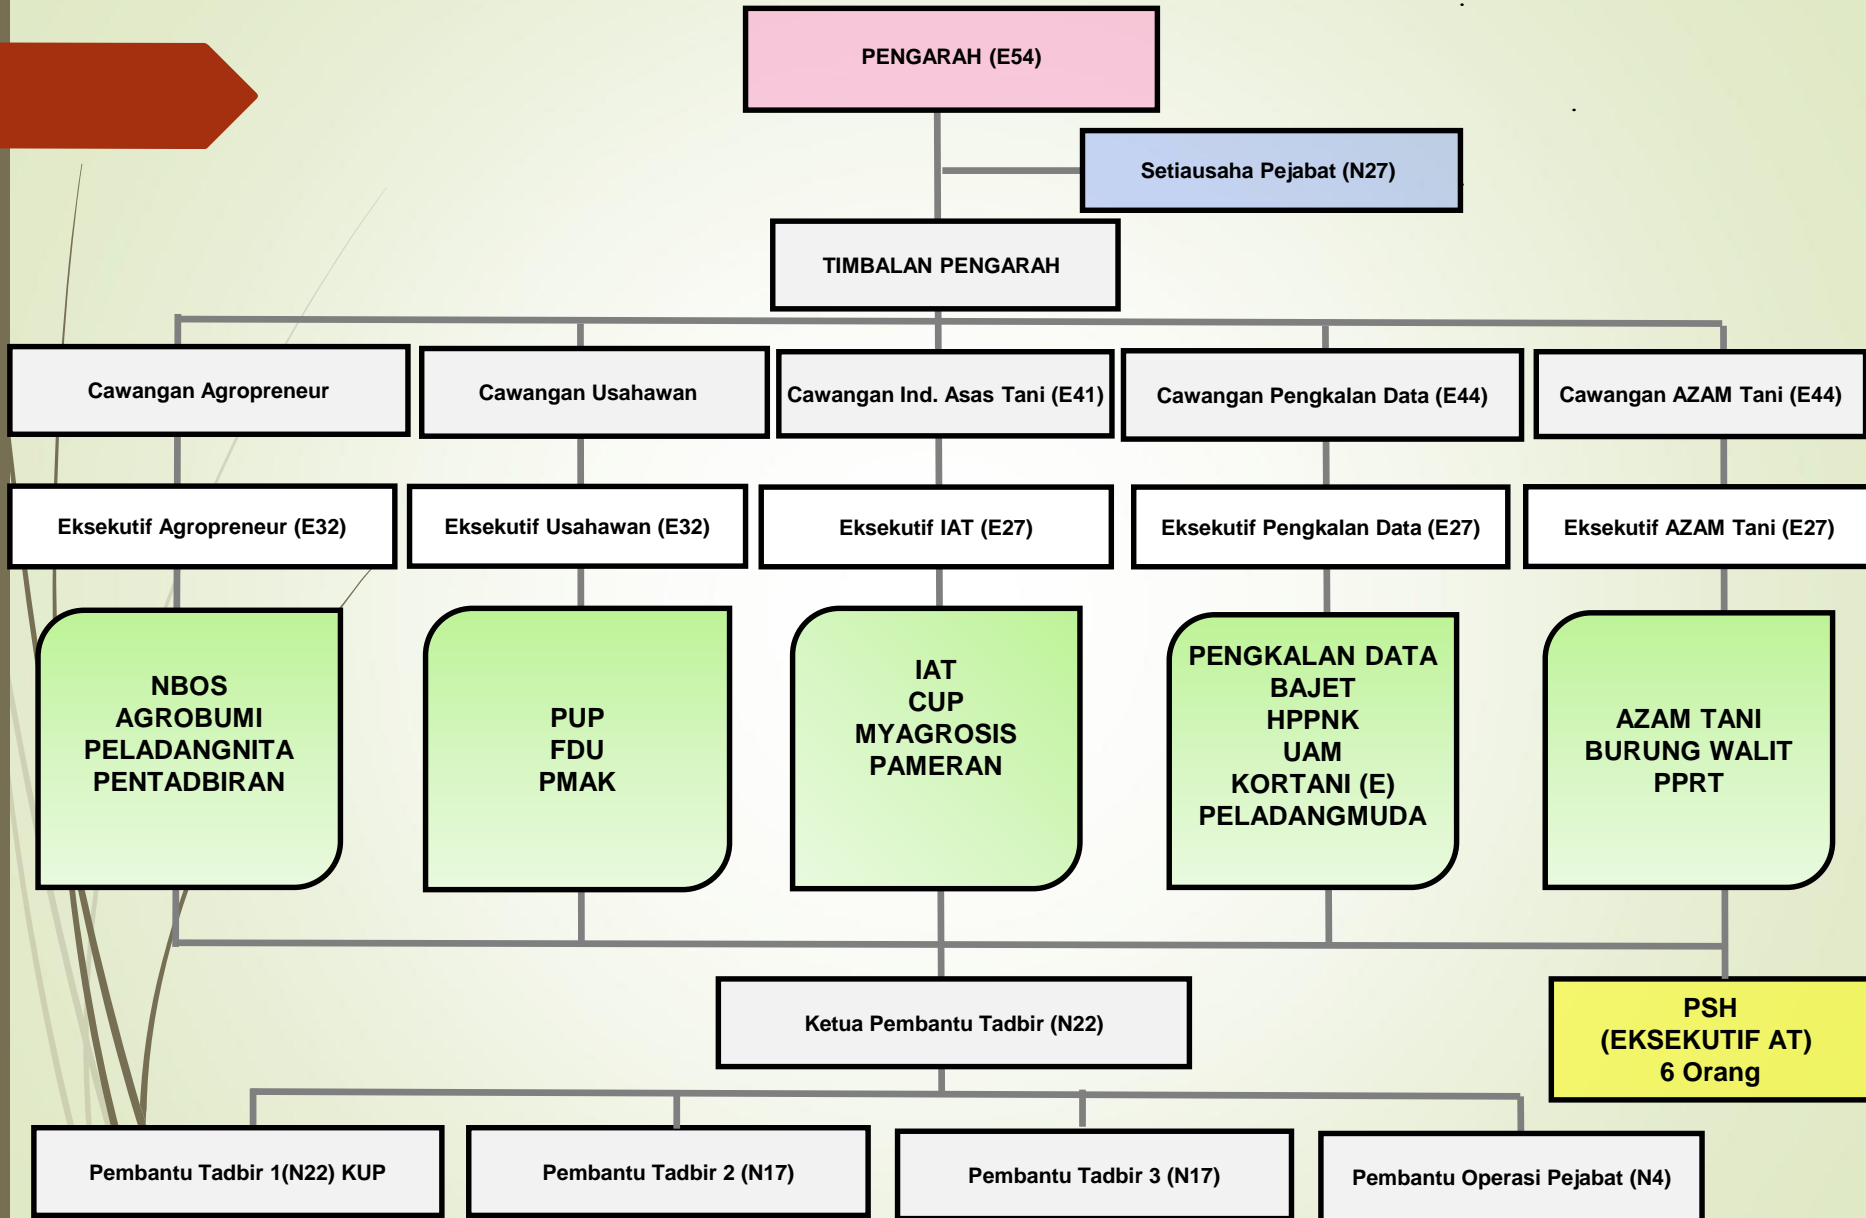 PENGARAH (E54)
Setiausaha Pejabat (N27)
TIMBALAN PENGARAH
Cawangan Agropreneur
Cawangan Usahawan
Cawangan Ind. Asas Tani (E41)
Cawangan Pengkalan Data (E44)
Cawangan AZAM Tani (E44)
Eksekutif Agropreneur (E32)
Eksekutif Usahawan (E32)
Eksekutif IAT (E27)
Eksekutif Pengkalan Data (E27)
Eksekutif AZAM Tani (E27)
NBOS
AGROBUMI
PELADANGNITA
PENTADBIRAN
PUP
FDU
PMAK
IAT
CUP
MYAGROSIS
PAMERAN
PENGKALAN DATA
BAJET
HPPNK
UAM
KORTANI (E)
PELADANGMUDA
AZAM TANI
BURUNG WALIT
PPRT
Ketua Pembantu Tadbir (N22)
PSH
(EKSEKUTIF AT)
6 Orang
Pembantu Tadbir 1(N22) KUP
Pembantu Tadbir 2 (N17)
Pembantu Tadbir 3 (N17)
Pembantu Operasi Pejabat (N4)